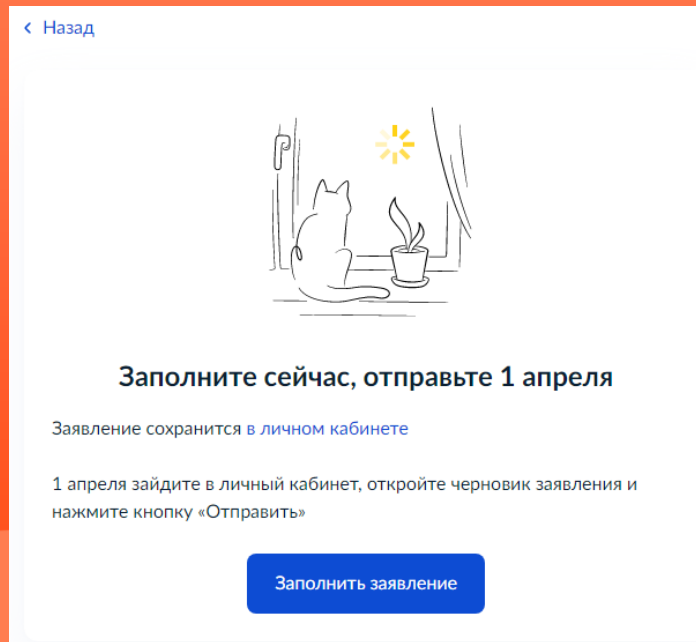 Назад
Заполните сейчас, отправьте 1 апреля
Заявление сохранится в личном кабинете
1 апреля зайдите в личный кабинет, откройте черновик заявления и
нажмите кнопку «Отправить»
Заполнить заявление